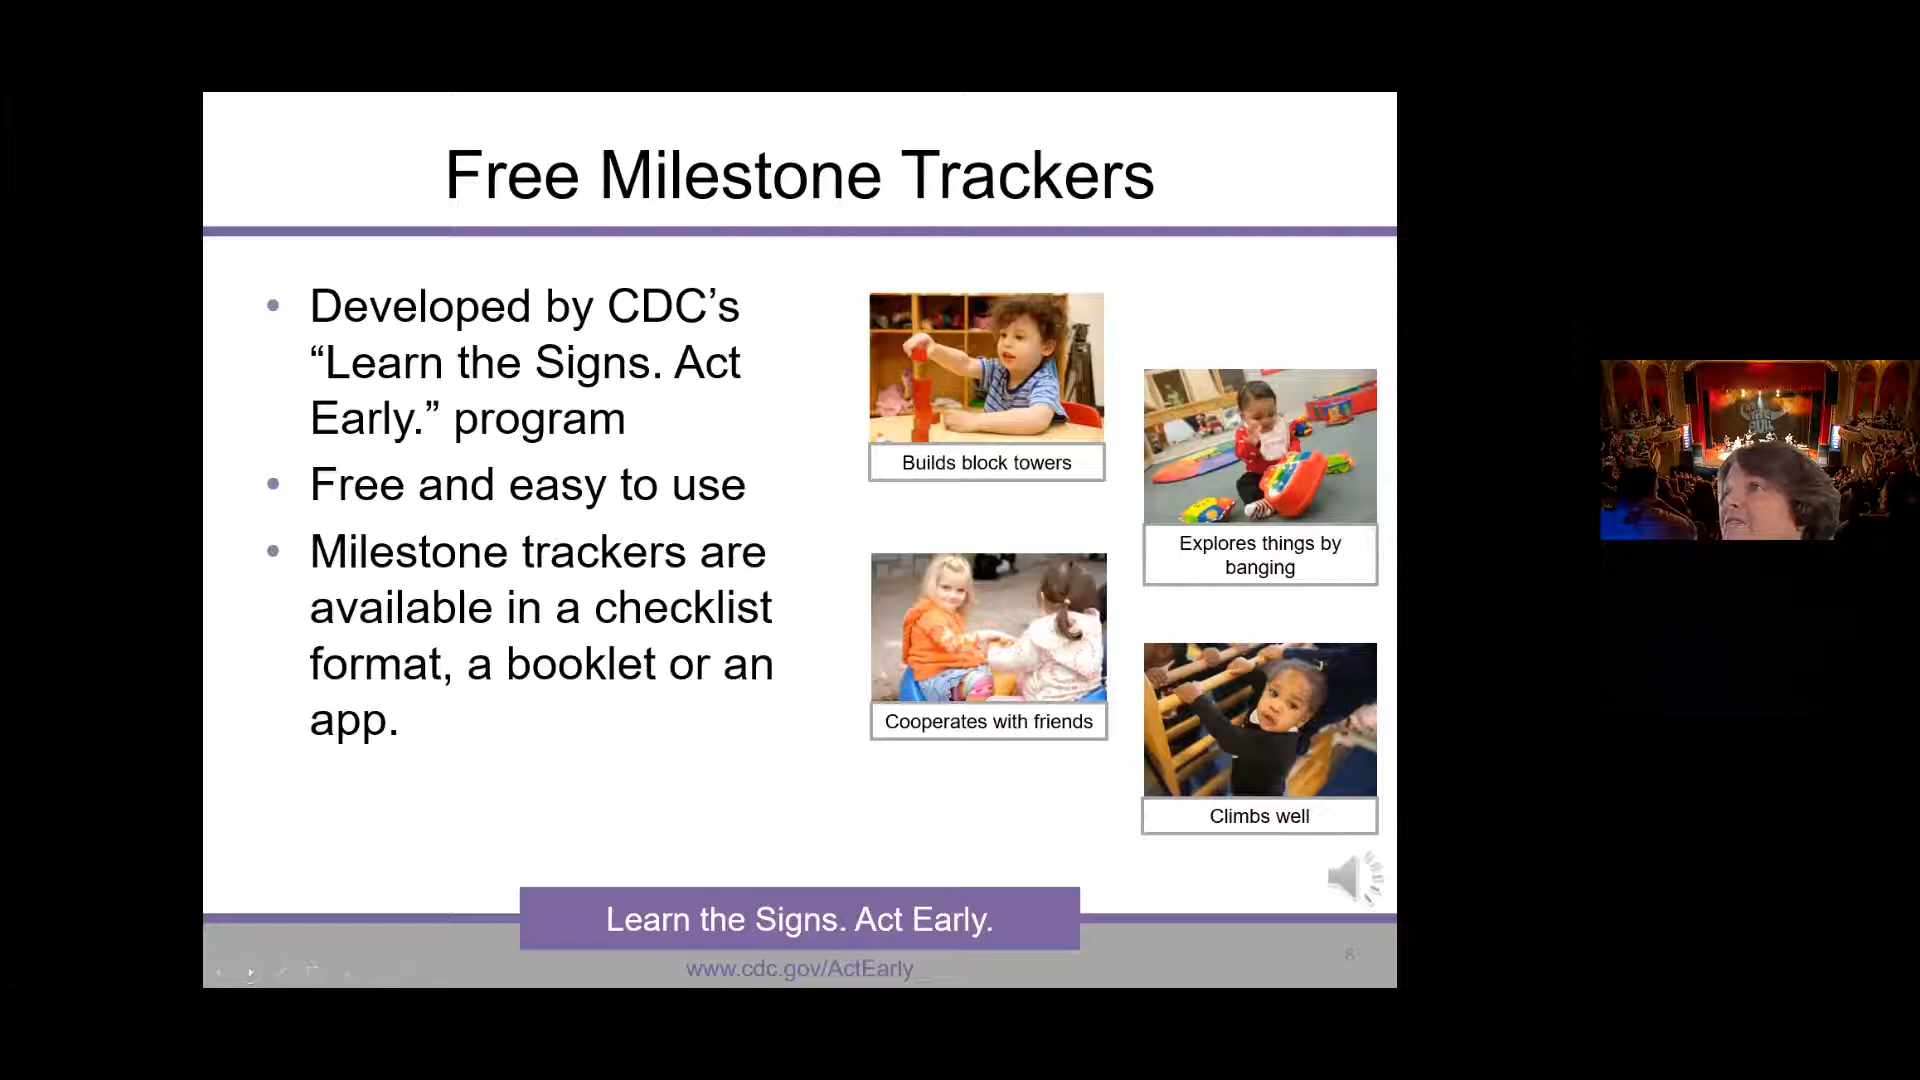 Free Milestone Trackers
Developed by CDC’s
“Learn the Signs. Act
Early.” program
Free and easy to use
Milestone trackers are
available in a checklist
format, a booklet or an
app.
Builds block towers
Explores things by
banging
Cooperates with friends
Climbs well
Learn the Signs. Act Early.
www.cdc.gov/ActEarly
8